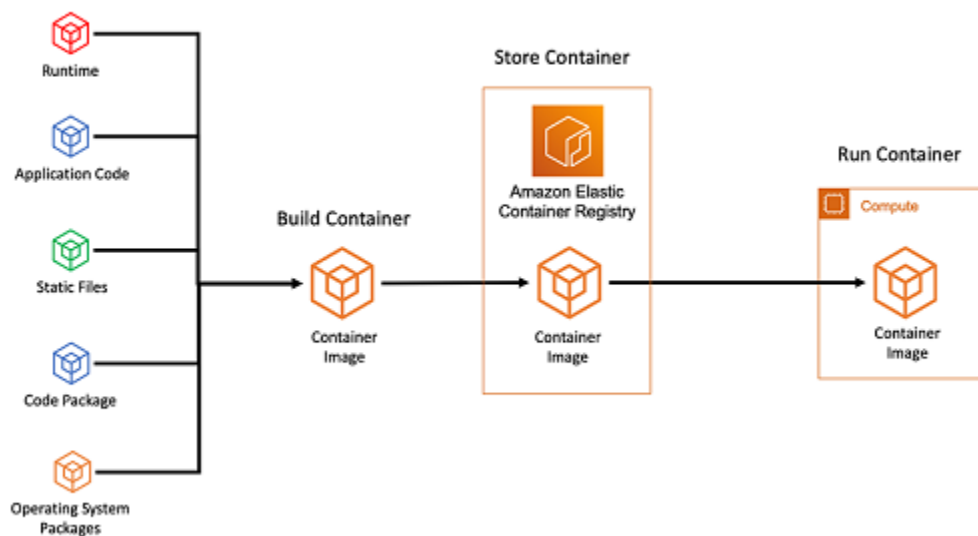 Runtime
Application Code
Static Files
Code Package
Operating System
Packages
Build Container
Container
Image
Store Container
Amazon Elastic
Container Registry
Container
Image
Run Container
Compute
Container
Image